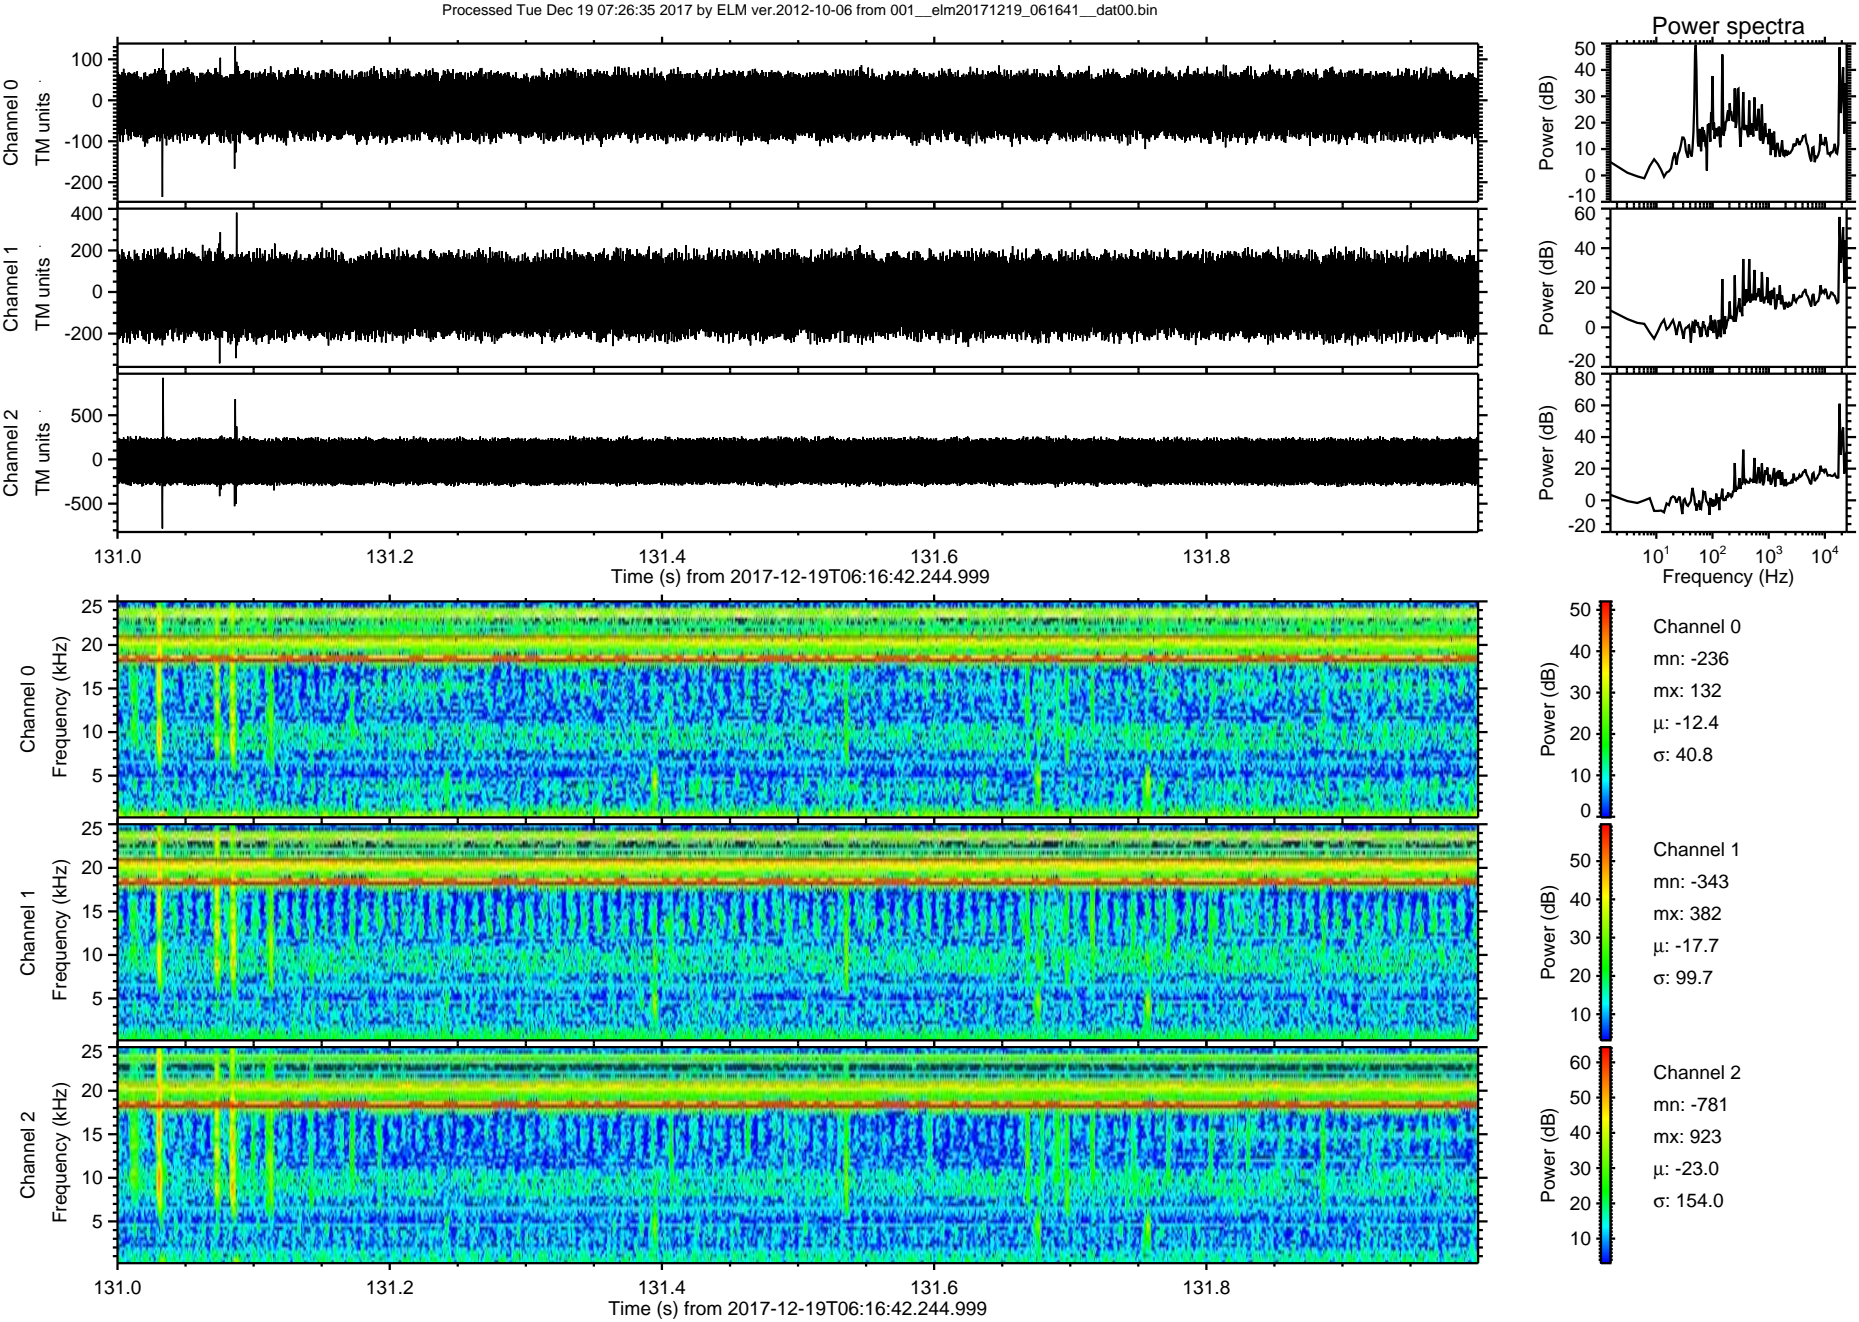 Processed Tue Dec 19 07:26:35 2017 by ELM ver.2012-10-06 from 001__elm20171219_061641__dat00.bin
Power spectra
Channel 0
TM units
100
0
-100
-200
Power (dB)
50
40
30
20
10
0
-10
Channel 1
TM units
400
200
0
-200
Power (dB)
60
40
20
0
-20
Channel 2
TM units
500
0
-500
Power (dB)
80
60
40
20
0
-20
131.0 131.2 131.4 131.6 131.8
Time (s) from 2017-12-19T06:16:42.244.999
10^1 10^2 10^3 10^4
Frequency (Hz)
Channel 0
Frequency (kHz)
25
20
15
10
5
Power (dB)
50
40
30
20
10
0
Channel 0
mn: -236
mx: 132
μ: -12.4
σ: 40.8
Channel 1
Frequency (kHz)
25
20
15
10
5
Power (dB)
50
40
30
20
10
Channel 1
mn: -343
mx: 382
μ: -17.7
σ: 99.7
Channel 2
Frequency (kHz)
25
20
15
10
5
Power (dB)
60
50
40
30
20
10
Channel 2
mn: -781
mx: 923
μ: -23.0
σ: 154.0
131.0 131.2 131.4 131.6 131.8
Time (s) from 2017-12-19T06:16:42.244.999